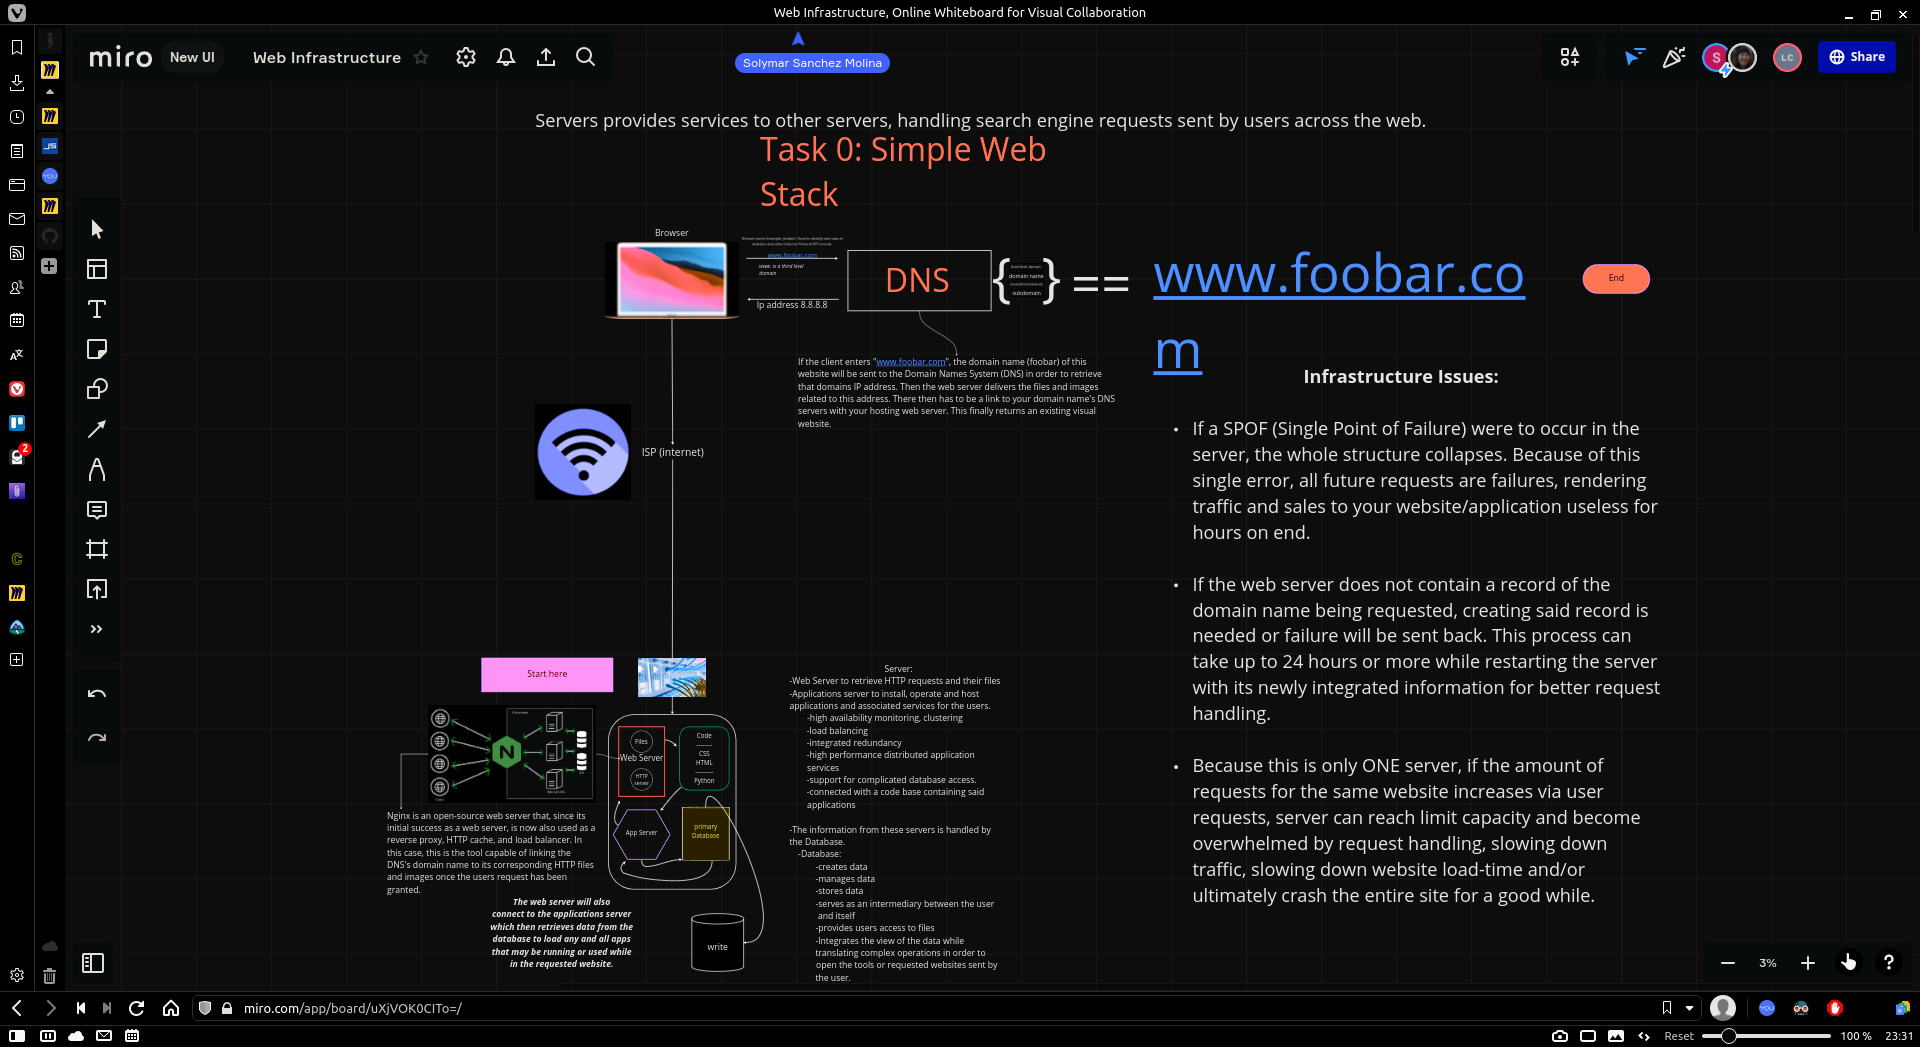 Web Infrastructure, Online Whiteboard for Visual Collaboration
miro
New UI
Web Infrastructure
Solymar Sanchez Molina
S
LC
Share
Servers provides services to other servers, handling search engine requests sent by users across the web.
Task 0: Simple Web
Stack
Browser
www.foobar.com
www. is a third level
domain
Ip address 8.8.8.8
DNS
{
domain name
subdomain
}
==
www.foobar.co
m
End
If the client enters "www.foobar.com", the domain name (foobar) of this
website will be sent to the Domain Names System (DNS) in order to retrieve
that domains IP address. Then the web server delivers the files and images
related to this address. There then has to be a link to your domain name's DNS
servers with your hosting web server. This finally returns an existing visual
website.
ISP (internet)
Infrastructure Issues:
• If a SPOF (Single Point of Failure) were to occur in the
server, the whole structure collapses. Because of this
single error, all future requests are failures, rendering
traffic and sales to your website/application useless for
hours on end.
• If the web server does not contain a record of the
domain name being requested, creating said record is
needed or failure will be sent back. This process can
take up to 24 hours or more while restarting the server
with its newly integrated information for better request
handling.
• Because this is only ONE server, if the amount of
requests for the same website increases via user
requests, server can reach limit capacity and become
overwhelmed by request handling, slowing down
traffic, slowing down website load-time and/or
ultimately crash the entire site for a good while.
Start here
N
Files
Web Server
HTTP
server
Code
--------
CSS
HTML
---------
Python
App Server
primary
Database
write
Nginx is an open-source web server that, since its
initial success as a web server, is now also used as a
reverse proxy, HTTP cache, and load balancer. In
this case, this is the tool capable of linking the
DNS's domain name to its corresponding HTTP files
and images once the users request has been
granted.
The web server will also
connect to the applications server
which then retrieves data from the
database to load any and all apps
that may be running or used while
in the requested website.
Server:
-Web Server to retrieve HTTP requests and their files
-Applications server to install, operate and host
applications and associated services for the users.
-high availability monitoring, clustering
-load balancing
-integrated redundancy
-high performance distributed application
services
-support for complicated database access.
-connected with a code base containing said
applications
-The information from these servers is handled by
the Database.
-Database:
-creates data
-manages data
-stores data
-serves as an intermediary between the user
and itself
-provides users access to files
-Integrates the view of the data while
translating complex operations in order to
open the tools or requested websites sent by
the user.
JS
YOU
2
C
3%
?
miro.com/app/board/uXjVOK0CITo=/
YOU
Reset
100 %
23:31